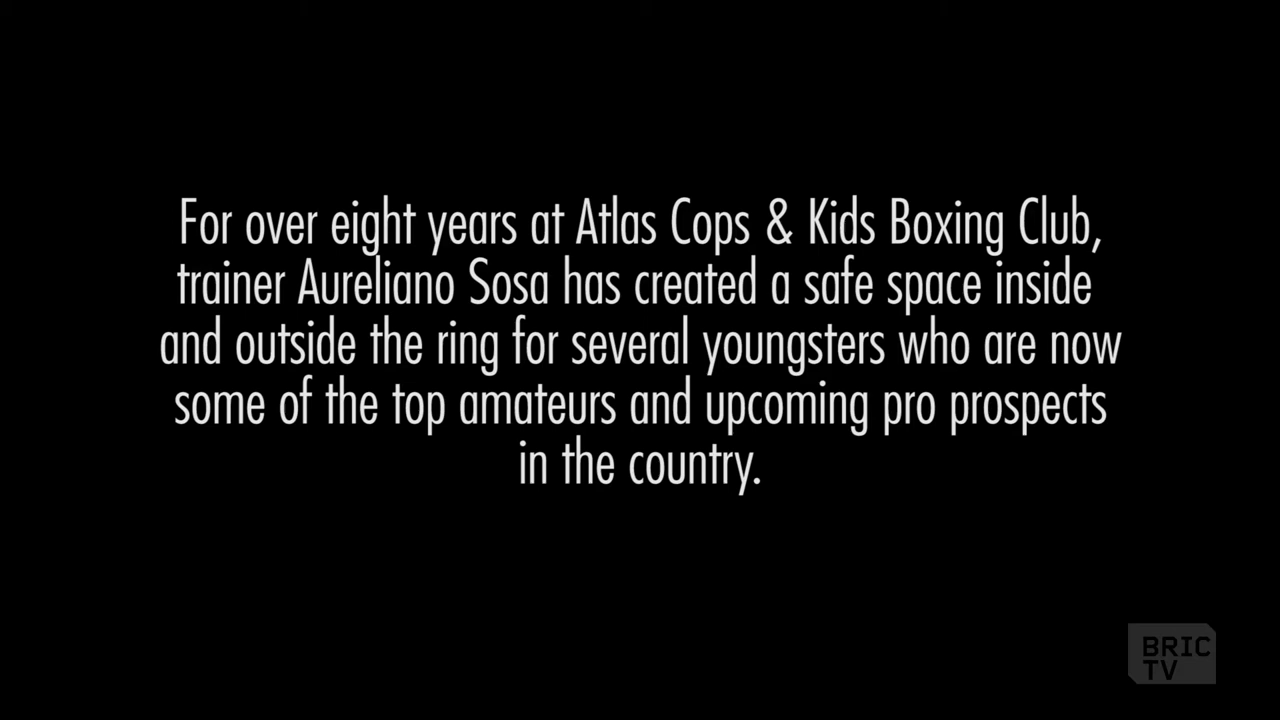 For over eight years at Atlas Cops & Kids Boxing Club,
trainer Aureliano Sosa has created a safe space inside
and outside the ring for several youngsters who are now
some of the top amateurs and upcoming pro prospects
in the country.
BRIC
TV